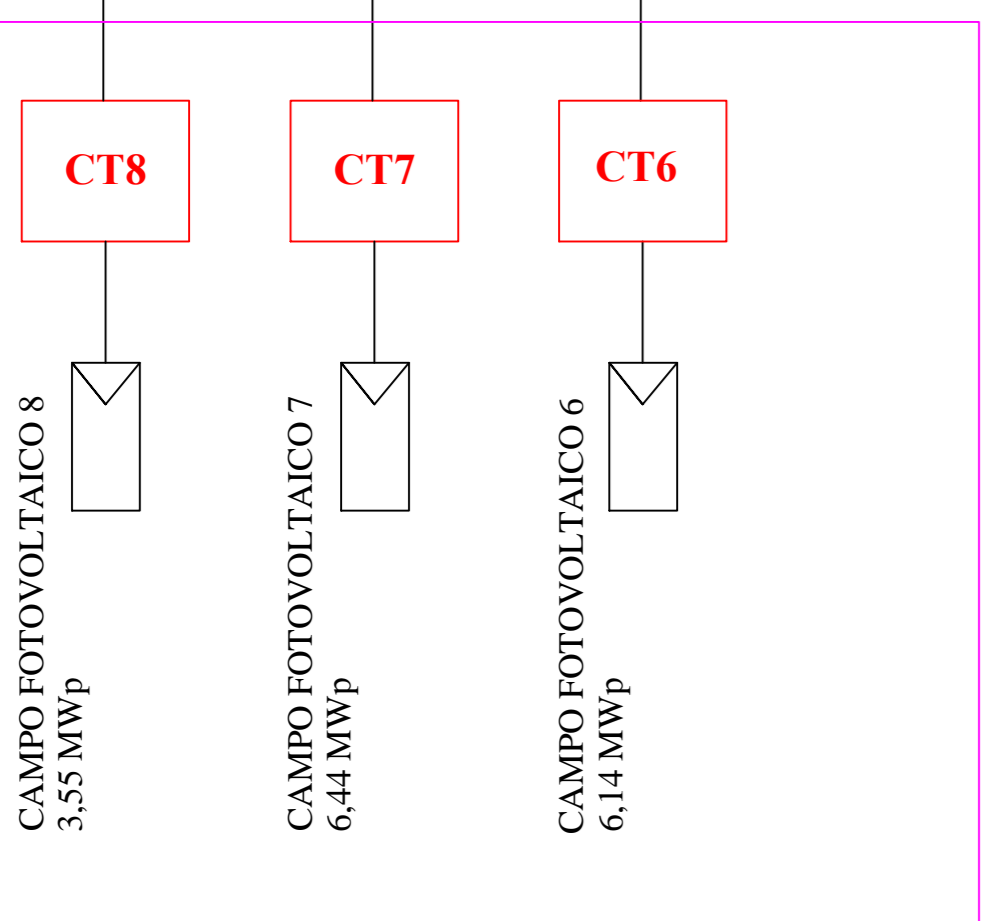 CT8
CT7
CT6
CAMPO FOTOVOLTAICO 8
3,55 MWp
CAMPO FOTOVOLTAICO 7
6,44 MWp
CAMPO FOTOVOLTAICO 6
6,14 MWp